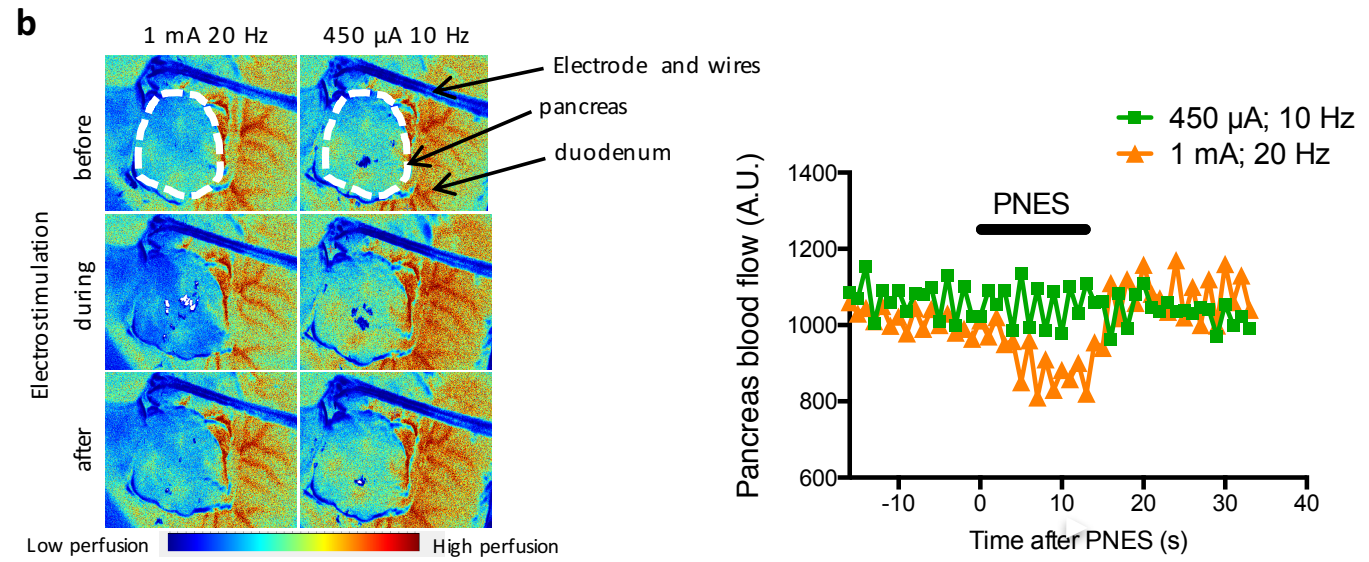 b
1 mA 20 Hz
450 µA 10 Hz
Electrode and wires
pancreas
duodenum
Electrostimulation
before
during
after
Low perfusion
High perfusion
450 µA; 10 Hz
1 mA; 20 Hz
PNES
Pancreas blood flow (A.U.)
1400
1200
1000
800
600
-10
0
10
20
30
40
Time after PNES (s)